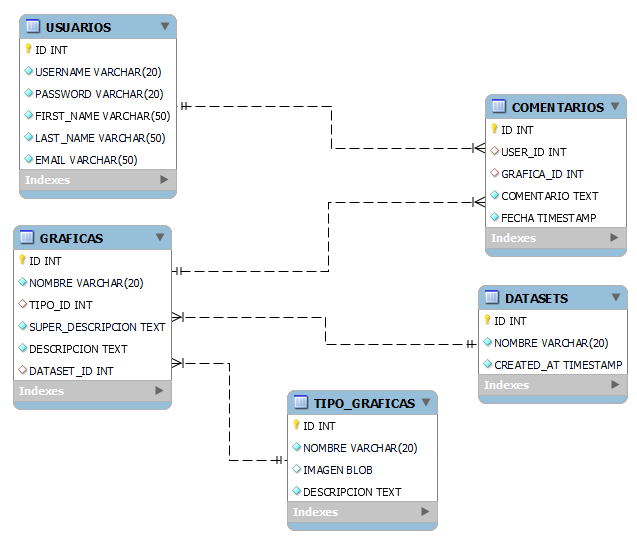 USUARIOS
ID INT
USERNAME VARCHAR(20)
PASSWORD VARCHAR(20)
FIRST_NAME VARCHAR(50)
LAST_NAME VARCHAR(50)
EMAIL VARCHAR(50)
Indexes
COMENTARIOS
ID INT
USER_ID INT
GRAFICA_ID INT
COMENTARIO TEXT
FECHA TIMESTAMP
Indexes
GRAFICAS
ID INT
NOMBRE VARCHAR(20)
TIPO_ID INT
SUPER_DESCRIPCION TEXT
DESCRIPCION TEXT
DATASET_ID INT
Indexes
DATASETS
ID INT
NOMBRE VARCHAR(20)
CREATED_AT TIMESTAMP
Indexes
TIPO_GRAFICAS
ID INT
NOMBRE VARCHAR(20)
IMAGEN BLOB
DESCRIPCION TEXT
Indexes